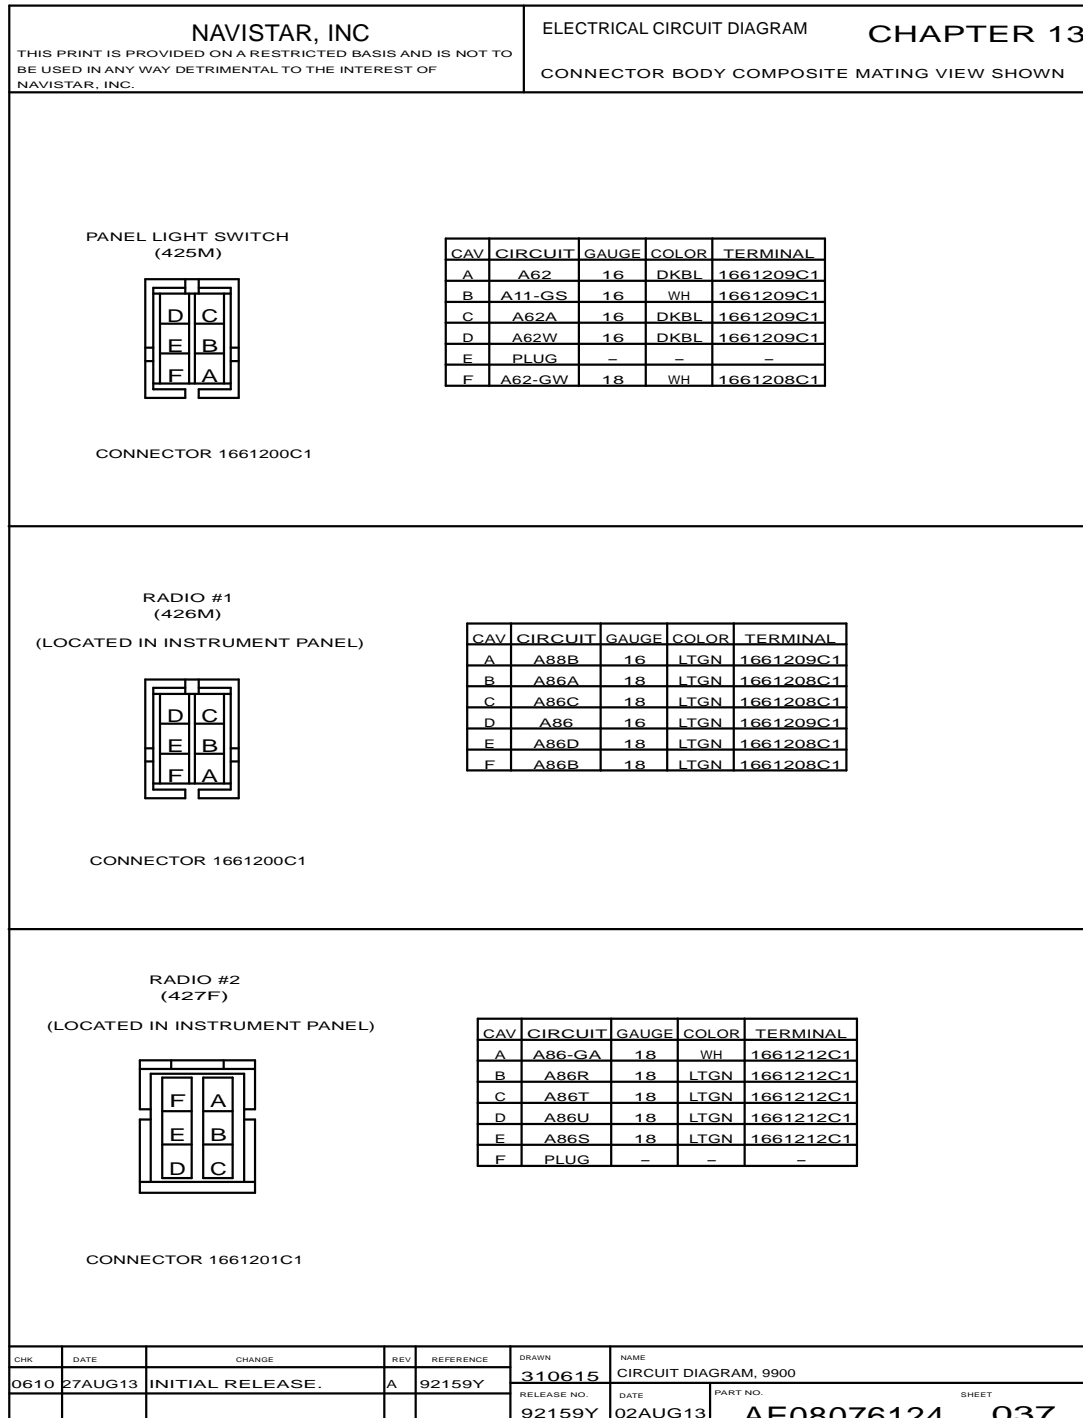 NAVISTAR, INC
THIS PRINT IS PROVIDED ON A RESTRICTED BASIS AND IS NOT TO
BE USED IN ANY WAY DETRIMENTAL TO THE INTEREST OF
NAVISTAR, INC.
ELECTRICAL CIRCUIT DIAGRAM CHAPTER 13
CONNECTOR BODY COMPOSITE MATING VIEW SHOWN
PANEL LIGHT SWITCH
(425M)
D C
E B
F A
CONNECTOR 1661200C1
CAV CIRCUIT GAUGE COLOR TERMINAL
A A62 16 DKBL 1661209C1
B A11-GS 16 WH 1661209C1
C A62A 16 DKBL 1661209C1
D A62W 16 DKBL 1661209C1
E PLUG – – –
F A62-GW 18 WH 1661208C1
RADIO #1
(426M)
(LOCATED IN INSTRUMENT PANEL)
D C
E B
F A
CONNECTOR 1661200C1
CAV CIRCUIT GAUGE COLOR TERMINAL
A A88B 16 LTGN 1661209C1
B A86A 18 LTGN 1661208C1
C A86C 18 LTGN 1661208C1
D A86 16 LTGN 1661209C1
E A86D 18 LTGN 1661208C1
F A86B 18 LTGN 1661208C1
RADIO #2
(427F)
(LOCATED IN INSTRUMENT PANEL)
F A
E B
D C
CONNECTOR 1661201C1
CAV CIRCUIT GAUGE COLOR TERMINAL
A A86-GA 18 WH 1661212C1
B A86R 18 LTGN 1661212C1
C A86T 18 LTGN 1661212C1
D A86U 18 LTGN 1661212C1
E A86S 18 LTGN 1661212C1
F PLUG – – –
CHK DATE CHANGE REV REFERENCE
0610 27AUG13 INITIAL RELEASE. A 92159Y
DRAWN
310615
NAME
CIRCUIT DIAGRAM, 9900
RELEASE NO.
92159Y
DATE
02AUG13
PART NO.
AF08076124
SHEET
037